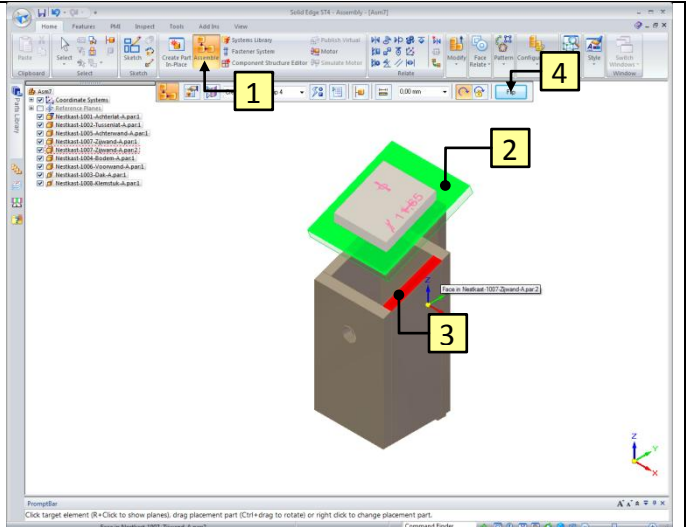 Solid Edge ST4 - Assembly - [Asm7]
Home Features PMI Inspect Tools Add Ins View
Paste
Select
Sketch
Create Part In-Place
Assemble
Systems Library
Fastener System
Component Structure Editor
Publish Virtual
Motor
Simulate Motor
Modify
Face Relate
Pattern
Style
Switch Windows
Clipboard Select Sketch Assemble Relate Window
0,00 mm
Flip
1
2
3
4
Parts Library
Asm7
Coordinate Systems
Reference Planes
Nestkast-1001-Achterlat-A.par:1
Nestkast-1002-Tussenlat-A.par:1
Nestkast-1005-Achterwand-A.par:1
Nestkast-1007-Zijwand-A.par:1
Nestkast-1007-Zijwand-A.par:2
Nestkast-1004-Bodem-A.par:1
Nestkast-1006-Voorwand-A.par:1
Nestkast-1003-Dak-A.par:1
Nestkast-1008-Klemstuk-A.par:1
Face in Nestkast-1007-Zijwand-A.par:2
Z
Z
Y
X
PromptBar
Click target element (R+Click to show planes), drag placement part (Ctrl+drag to rotate) or right click to change placement part.
Command Finder